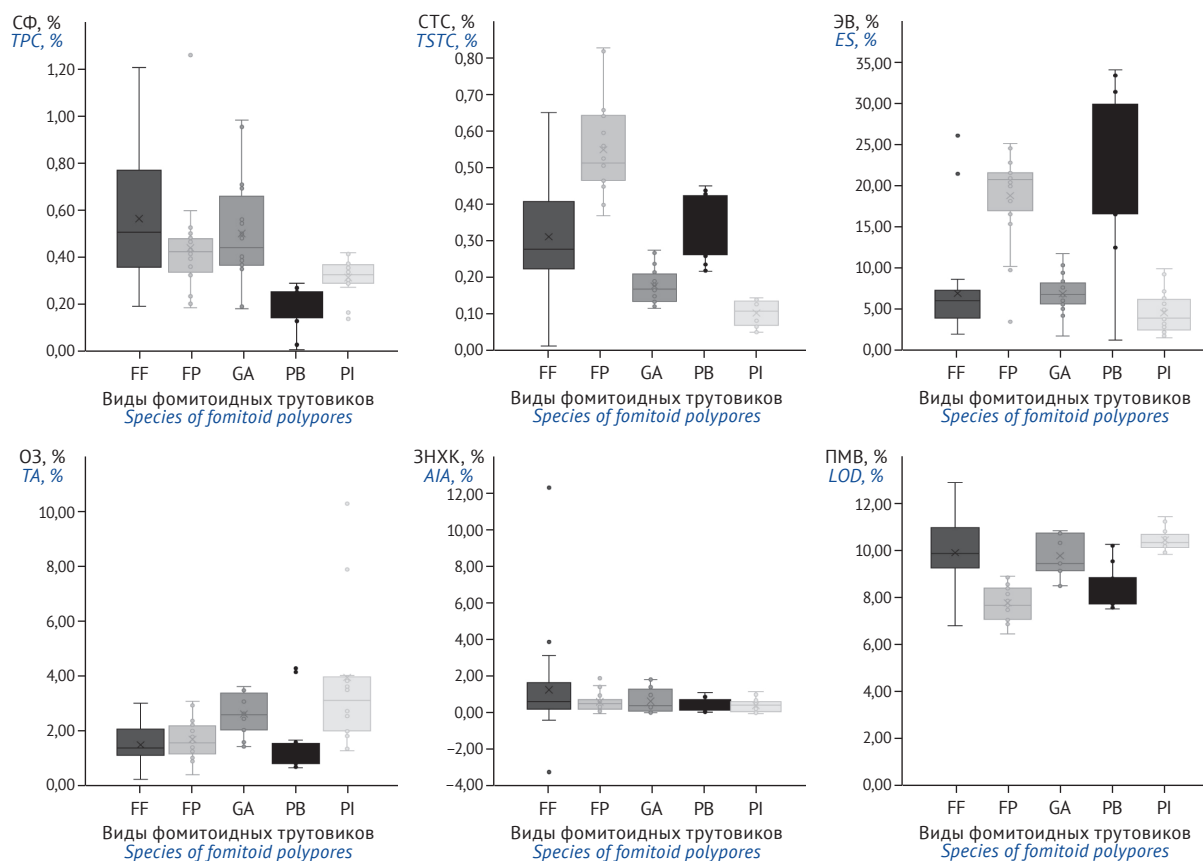 СФ, %
TPC, %
1,20
1,00
0,80
0,60
0,40
0,20
0,00
FF FP GA PB PI
Виды фомитоидных трутовиков
Species of fomitoid polypores
СТС, %
TSTC, %
0,80
0,70
0,60
0,50
0,40
0,30
0,20
0,10
0,00
FF FP GA PB PI
Виды фомитоидных трутовиков
Species of fomitoid polypores
ЭВ, %
ES, %
35,00
30,00
25,00
20,00
15,00
10,00
5,00
0,00
FF FP GA PB PI
Виды фомитоидных трутовиков
Species of fomitoid polypores
ОЗ, %
TA, %
10,00
8,00
6,00
4,00
2,00
0,00
FF FP GA PB PI
Виды фомитоидных трутовиков
Species of fomitoid polypores
ЗНХК, %
AIA, %
12,00
10,00
8,00
6,00
4,00
2,00
0,00
−2,00
−4,00
FF FP GA PB PI
Виды фомитоидных трутовиков
Species of fomitoid polypores
ПМВ, %
LOD, %
12,00
10,00
8,00
6,00
4,00
2,00
0,00
FF FP GA PB PI
Виды фомитоидных трутовиков
Species of fomitoid polypores